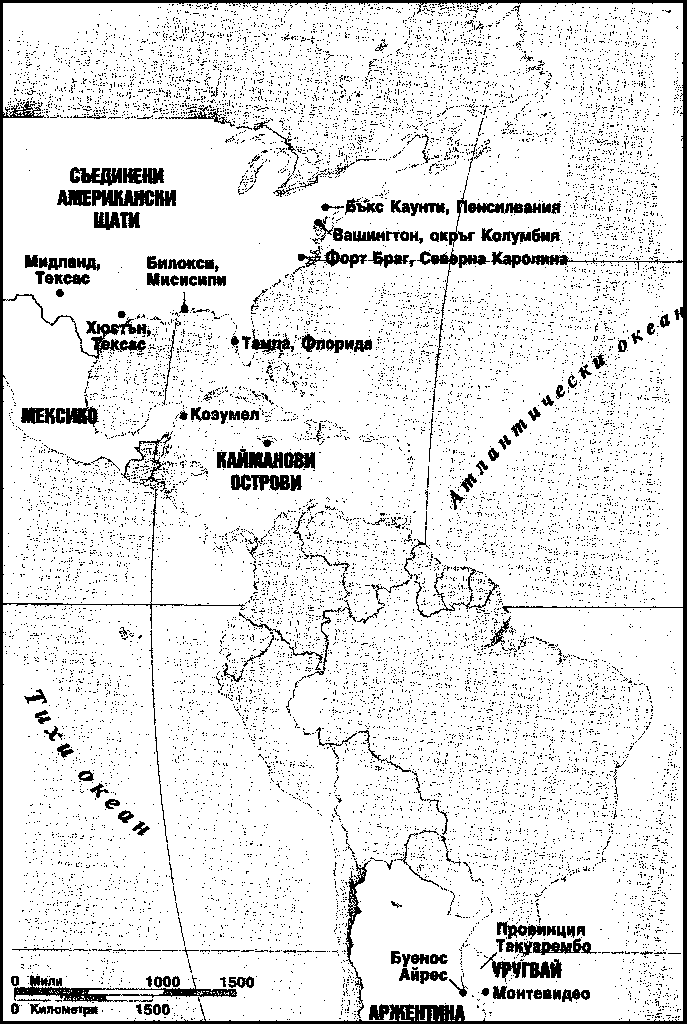 СЪЕДИНЕНИ
АМЕРИКАНСКИ
ЩАТИ
Бъкс Каунти, Пенсилвания
Вашингтон, окръг Колумбия
Форт Браг, Северна Каролина
Мидланд,
Тексас
Билокси,
Мисисипи
Хюстън,
Тексас
Тампа, Флорида
Атлантически океан
МЕКСИКО
Козумел
КАЙМАНОВИ
ОСТРОВИ
Тихи океан
Провинция
Такуарембо
УРУГВАЙ
Буенос
Айрес
Монтевидео
АРЖЕНТИНА
0 Мили 1000 1500
0 Километри 1500